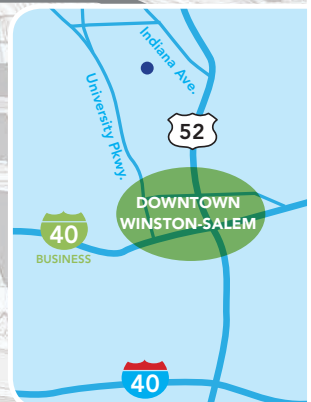 Indiana Ave.
University Pkwy.
52
DOWNTOWN
WINSTON-SALEM
40
BUSINESS
40